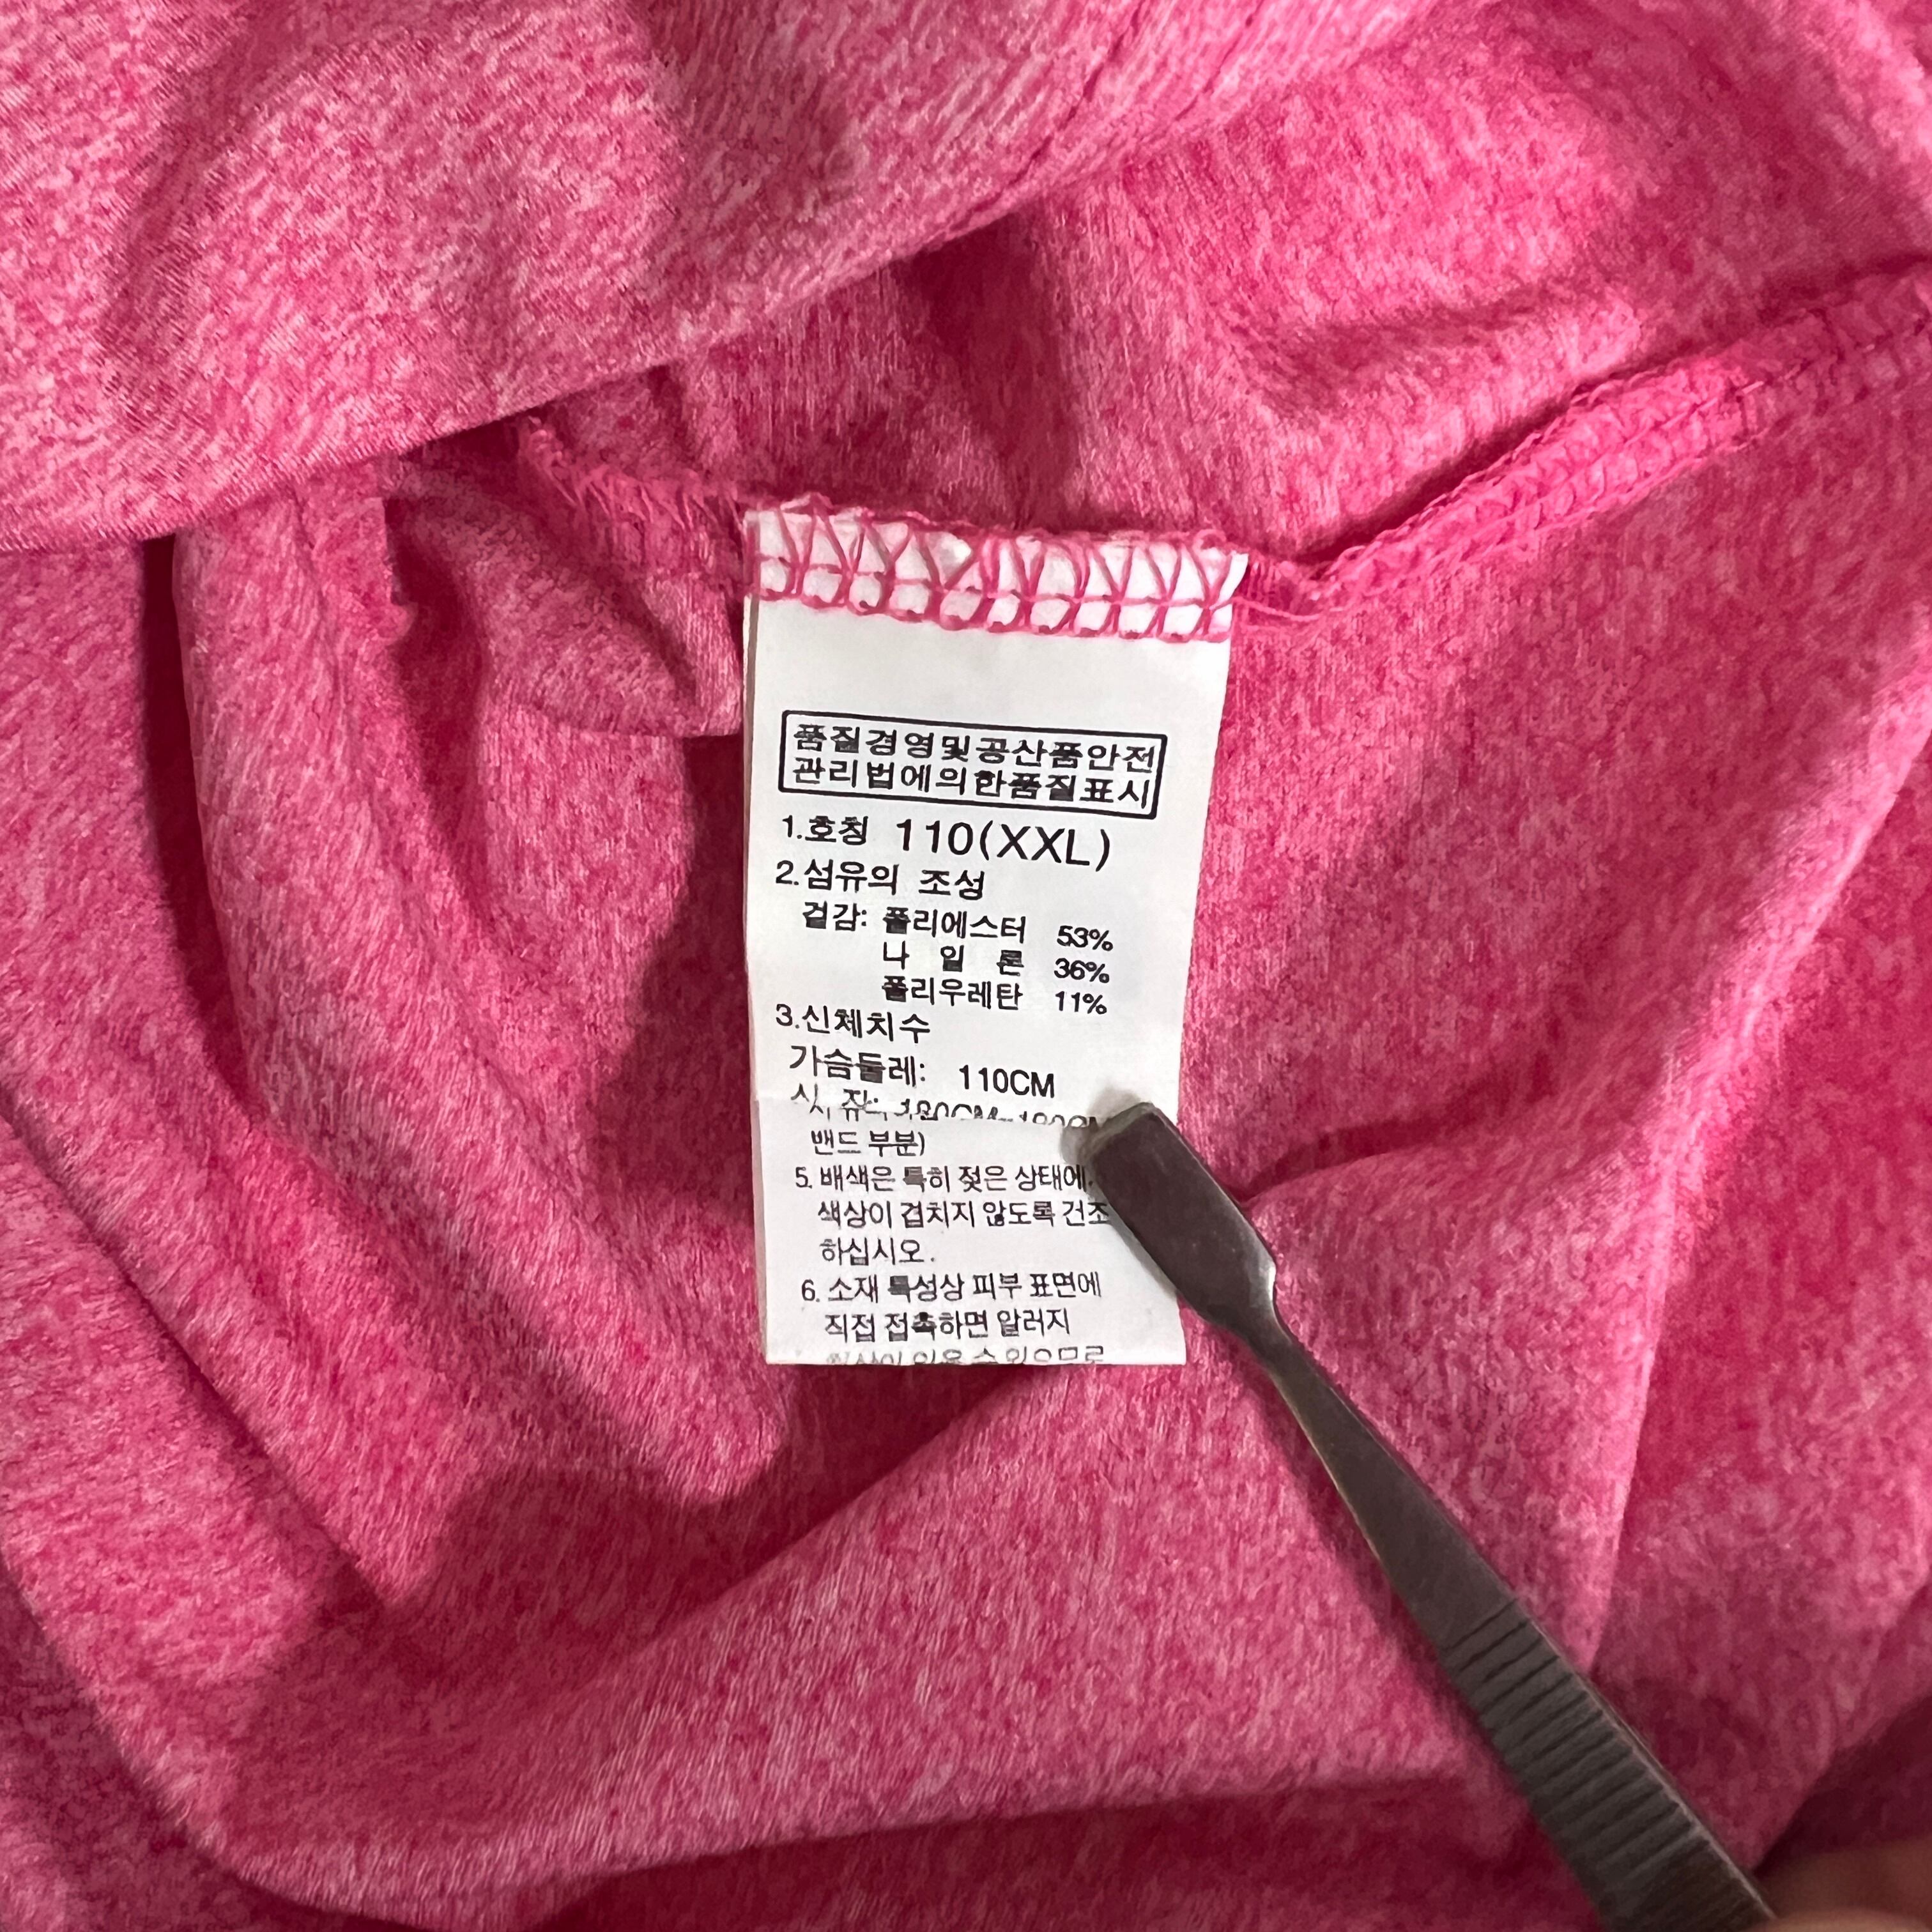 품질경영및공산품안전
관리법에의한품질표시
1.호칭 110(XXL)
2.섬유의 조성
겉감: 폴리에스터 53%
나 일 론 36%
폴리우레탄 11%
3.신체치수
가슴둘레: 110CM
밴드 부분)
5. 배색은 특히 젖은 상태에
색상이 겹치지 않도록 건조
하십시오.
6. 소재 특성상 피부 표면에
직접 접촉하면 알러지